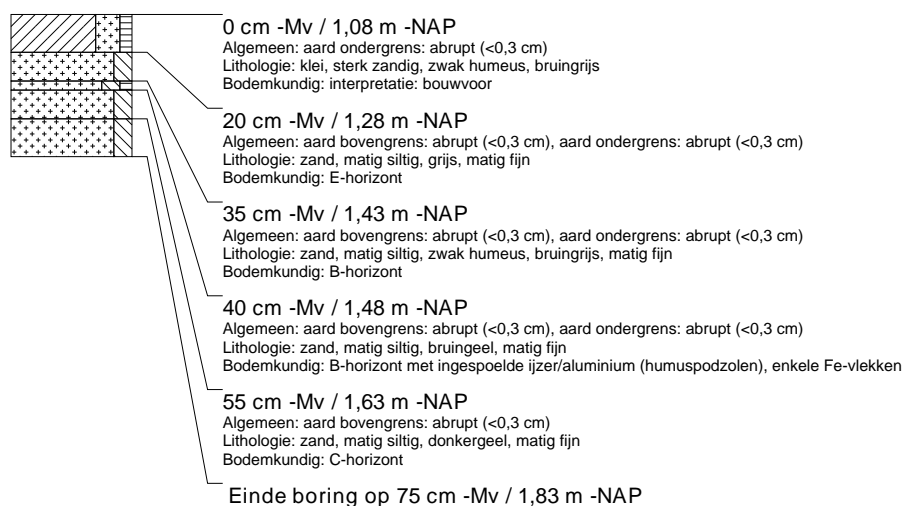 0 cm -Mv / 1,08 m -NAP
Algemeen: aard ondergrens: abrupt (<0,3 cm)
Lithologie: klei, sterk zandig, zwak humeus, bruingrijs
Bodemkundig: interpretatie: bouwvoor
20 cm -Mv / 1,28 m -NAP
Algemeen: aard bovengrens: abrupt (<0,3 cm), aard ondergrens: abrupt (<0,3 cm)
Lithologie: zand, matig siltig, grijs, matig fijn
Bodemkundig: E-horizont
35 cm -Mv / 1,43 m -NAP
Algemeen: aard bovengrens: abrupt (<0,3 cm), aard ondergrens: abrupt (<0,3 cm)
Lithologie: zand, matig siltig, zwak humeus, bruingrijs, matig fijn
Bodemkundig: B-horizont
40 cm -Mv / 1,48 m -NAP
Algemeen: aard bovengrens: abrupt (<0,3 cm), aard ondergrens: abrupt (<0,3 cm)
Lithologie: zand, matig siltig, bruingeel, matig fijn
Bodemkundig: B-horizont met ingespoelde ijzer/aluminium (humuspodzolen), enkele Fe-vlekken
55 cm -Mv / 1,63 m -NAP
Algemeen: aard bovengrens: abrupt (<0,3 cm)
Lithologie: zand, matig siltig, donkergeel, matig fijn
Bodemkundig: C-horizont
Einde boring op 75 cm -Mv / 1,83 m -NAP